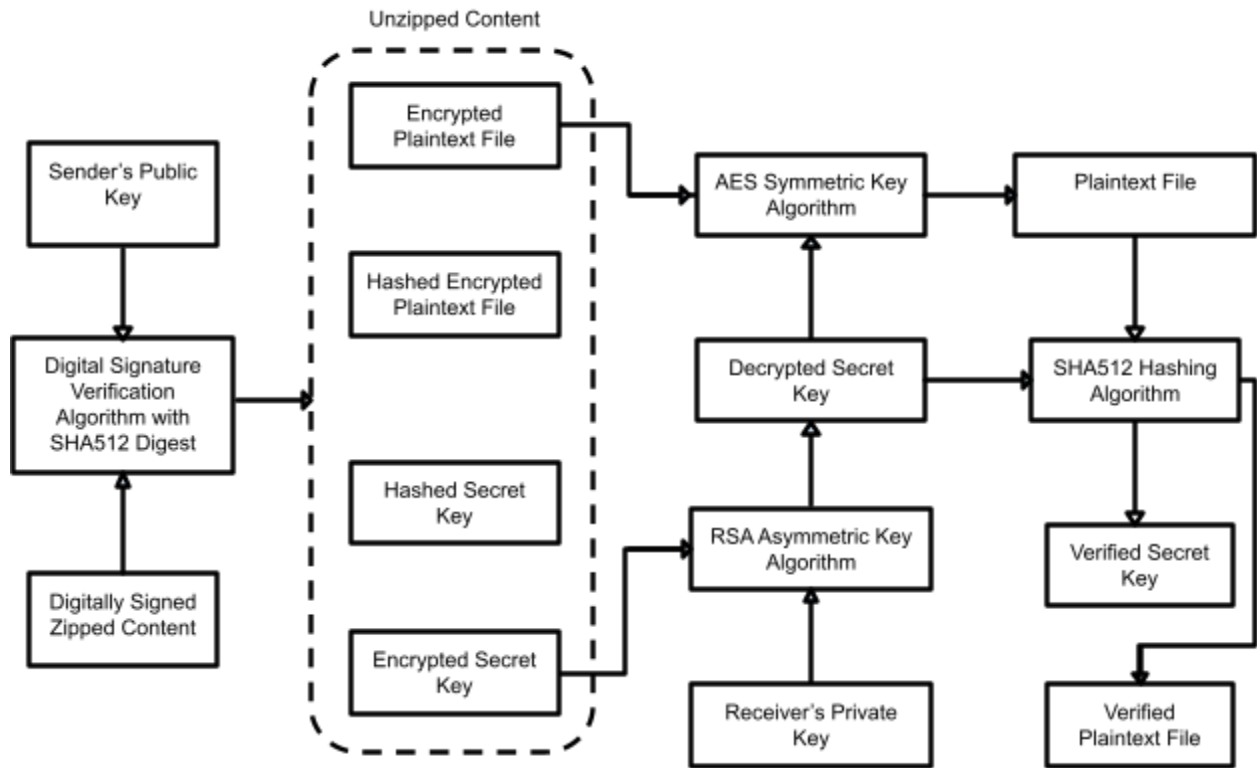 Unzipped Content
Encrypted
Plaintext File
Sender's Public
Key
AES Symmetric Key
Algorithm
Plaintext File
Hashed Encrypted
Plaintext File
Digital Signature
Verification
Algorithm with
SHA512 Digest
Decrypted Secret
Key
SHA512 Hashing
Algorithm
Hashed Secret
Key
RSA Asymmetric Key
Algorithm
Verified Secret
Key
Digitally Signed
Zipped Content
Encrypted Secret
Key
Receiver's Private
Key
Verified
Plaintext File